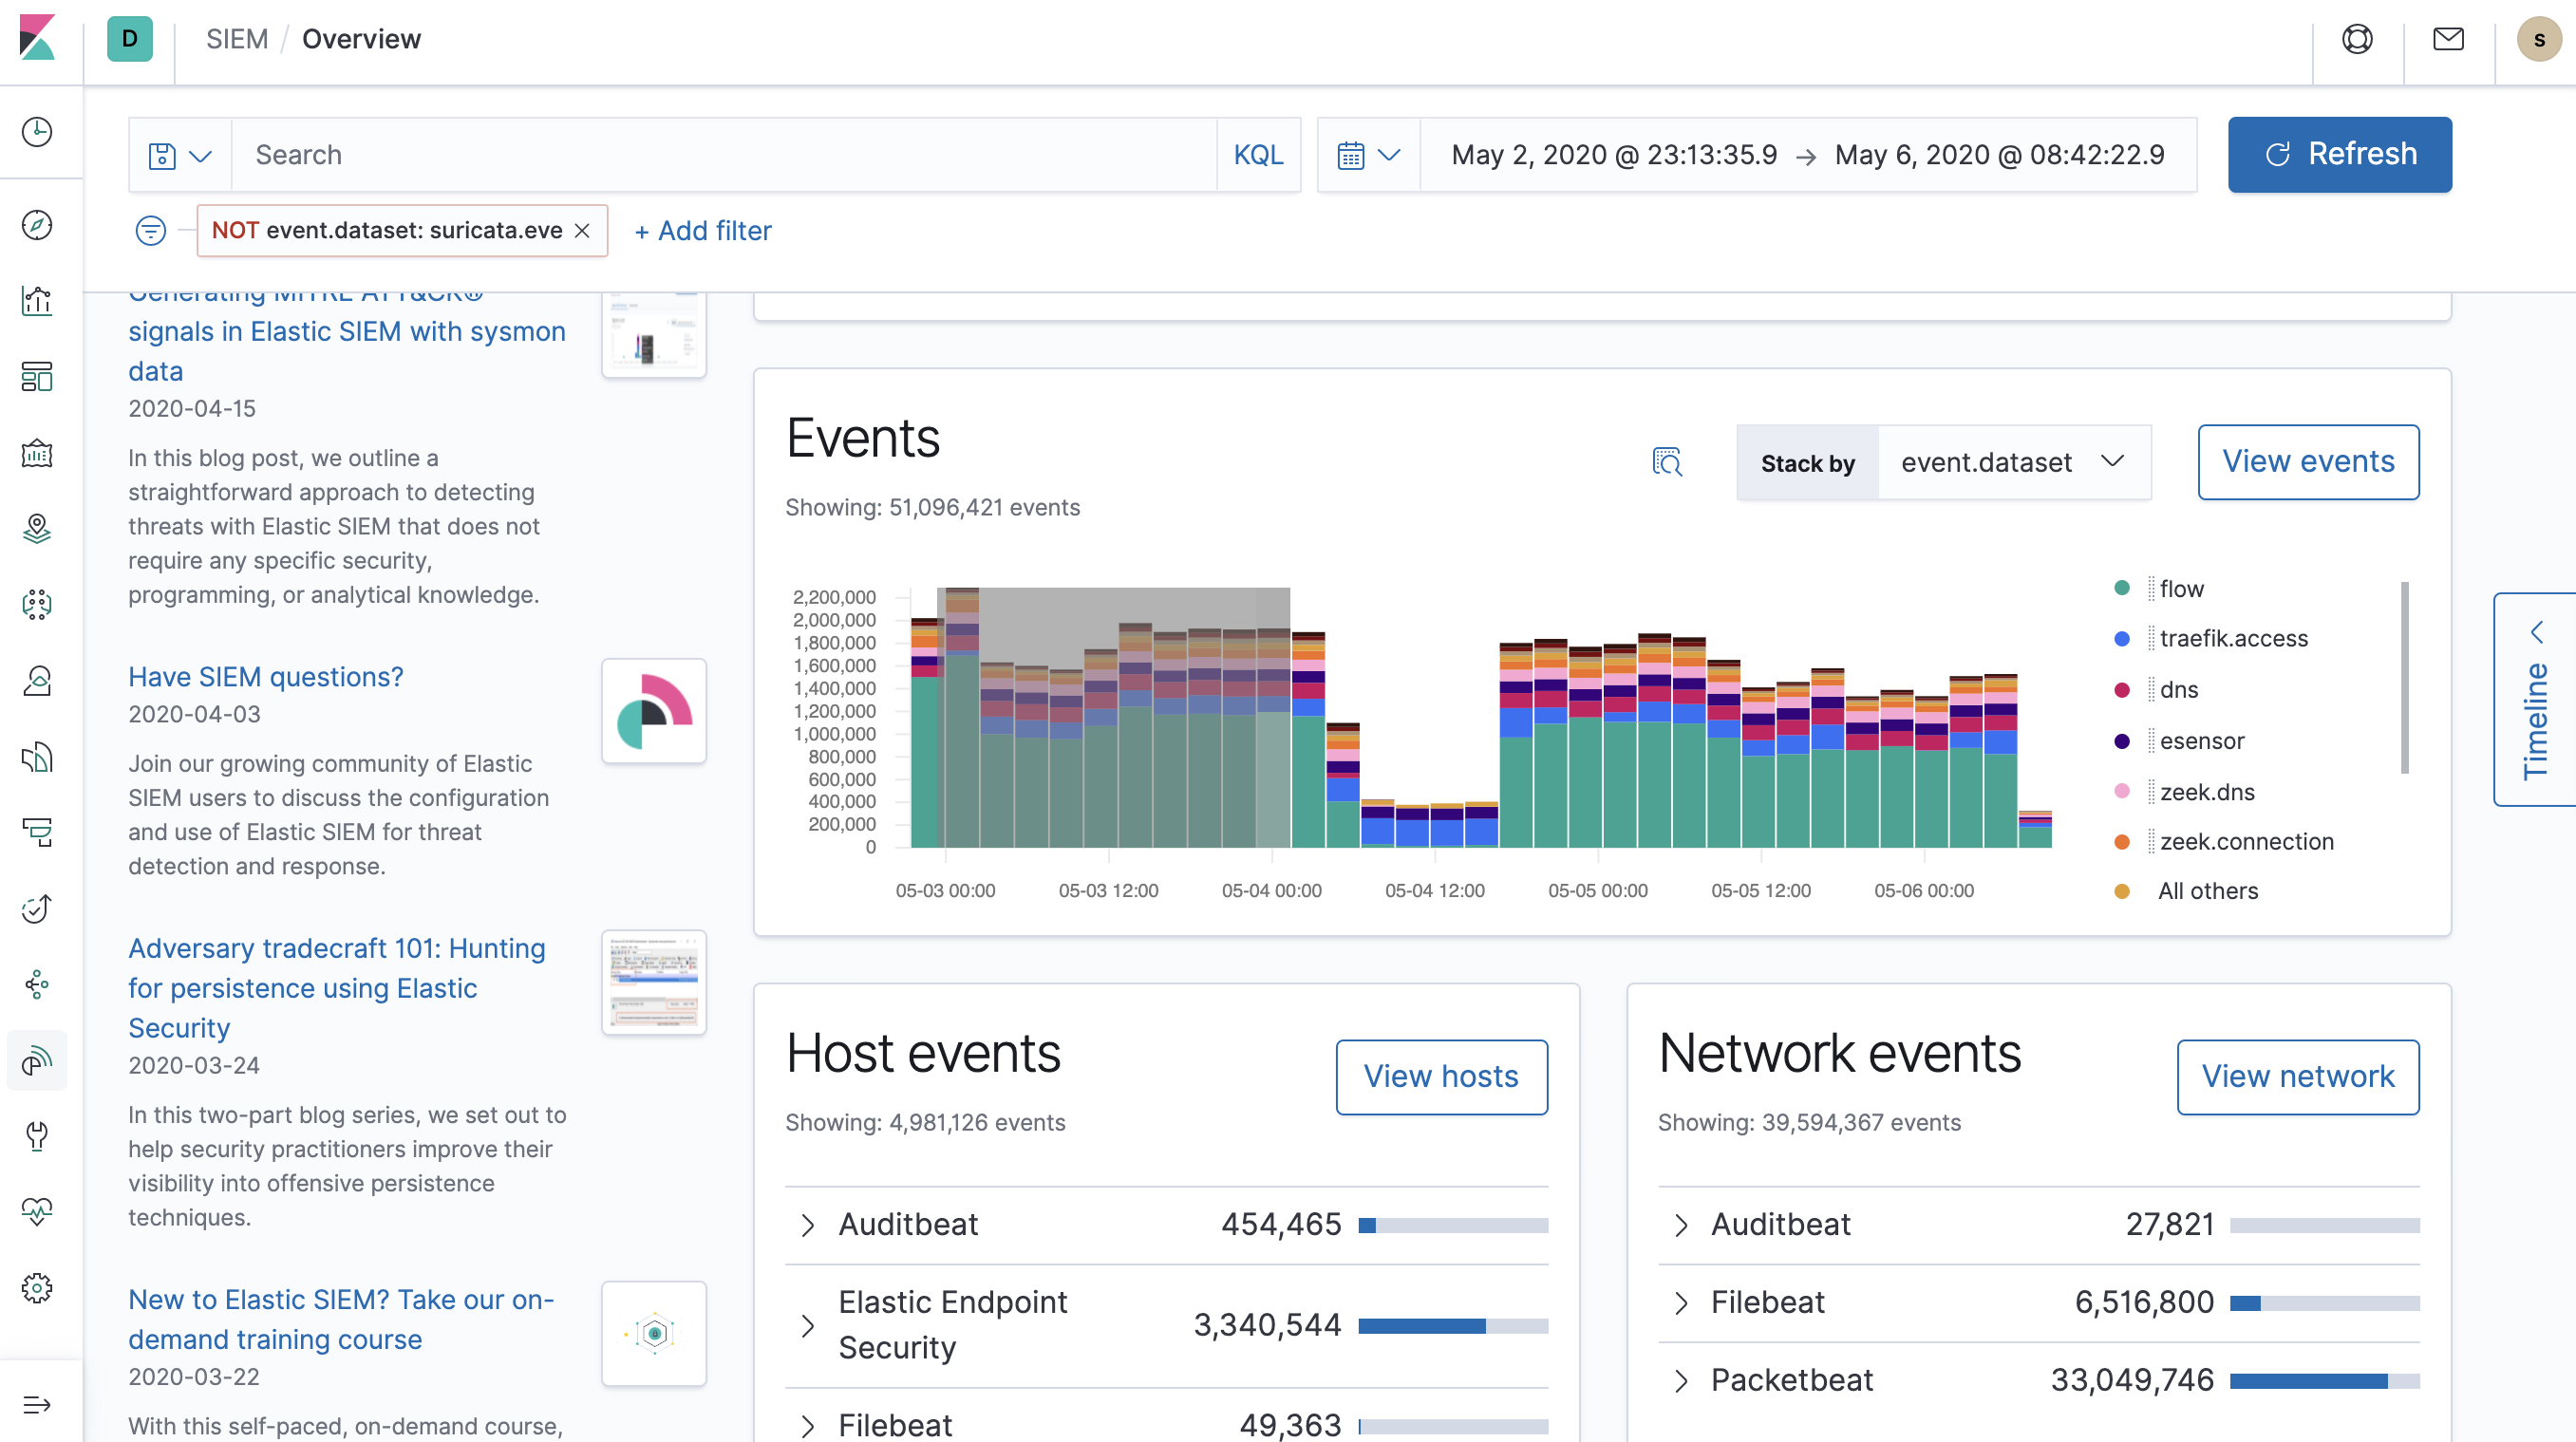 D
SIEM / Overview
s
Search
KQL
May 2, 2020 @ 23:13:35.9 → May 6, 2020 @ 08:42:22.9
Refresh
NOT event.dataset: suricata.eve
+ Add filter
Generating MITRE ATT&CK®
signals in Elastic SIEM with sysmon
data
2020-04-15
In this blog post, we outline a
straightforward approach to detecting
threats with Elastic SIEM that does not
require any specific security,
programming, or analytical knowledge.
Have SIEM questions?
2020-04-03
Join our growing community of Elastic
SIEM users to discuss the configuration
and use of Elastic SIEM for threat
detection and response.
Adversary tradecraft 101: Hunting
for persistence using Elastic
Security
2020-03-24
In this two-part blog series, we set out to
help security practitioners improve their
visibility into offensive persistence
techniques.
New to Elastic SIEM? Take our on-
demand training course
2020-03-22
With this self-paced, on-demand course,
Events
Showing: 51,096,421 events
Stack by
event.dataset
View events
2,200,000
2,000,000
1,800,000
1,600,000
1,400,000
1,200,000
1,000,000
800,000
600,000
400,000
200,000
0
05-03 00:00
05-03 12:00
05-04 00:00
05-04 12:00
05-05 00:00
05-05 12:00
05-06 00:00
flow
traefik.access
dns
esensor
zeek.dns
zeek.connection
All others
Timeline
Host events
Showing: 4,981,126 events
View hosts
Auditbeat 454,465
Elastic Endpoint
Security
3,340,544
Filebeat 49,363
Network events
Showing: 39,594,367 events
View network
Auditbeat 27,821
Filebeat 6,516,800
Packetbeat 33,049,746